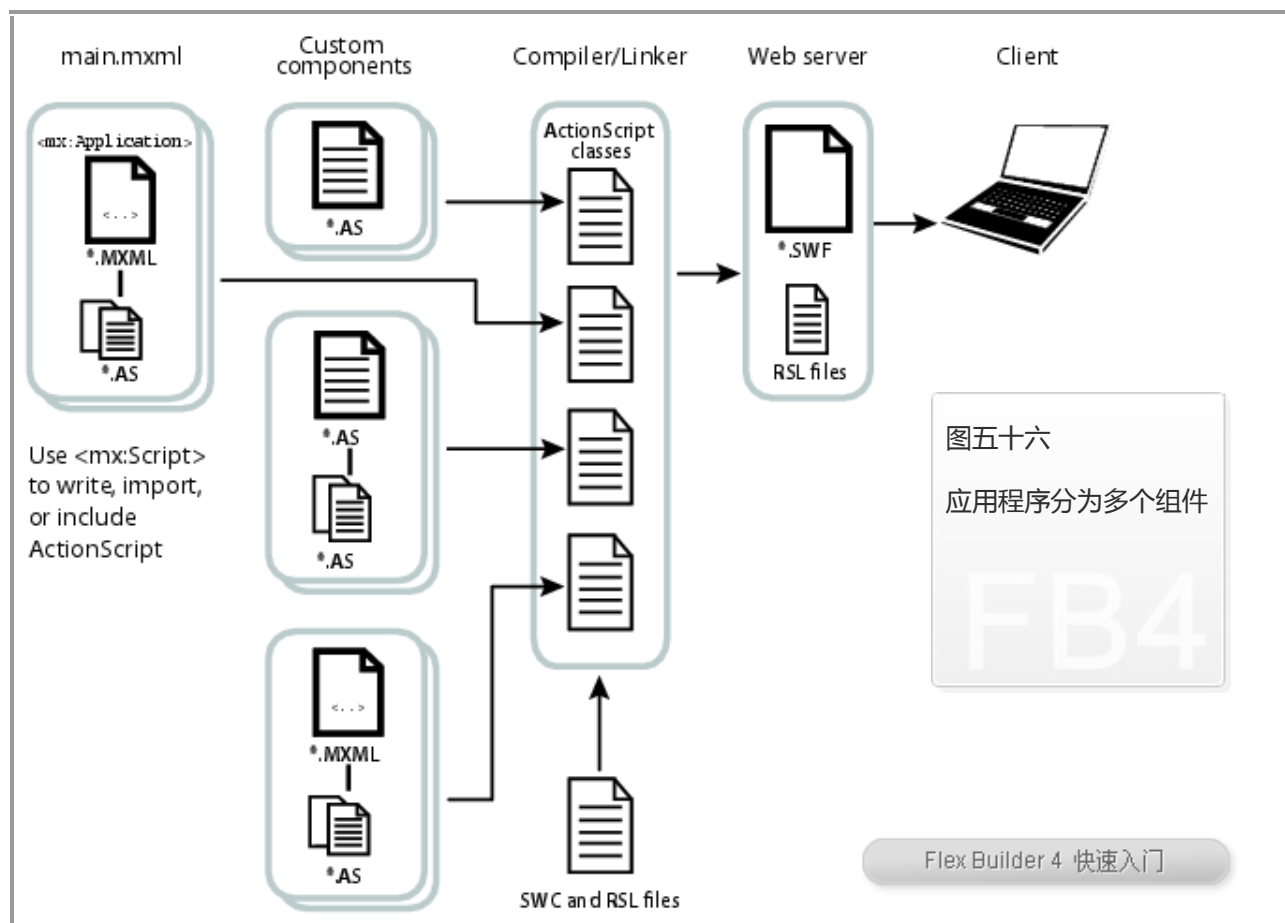 main.mxml
Custom
components
Compiler/Linker
Web server
Client
<mx:Application>
<..>
*.MXML
*.AS
Use <mx:Script>
to write, import,
or include
ActionScript
*.AS
*.AS
*.AS
<..>
*.MXML
*.AS
ActionScript
classes
SWC and RSL files
*.SWF
RSL files
图五十六
应用程序分为多个组件
FB4
Flex Builder 4 快速入门